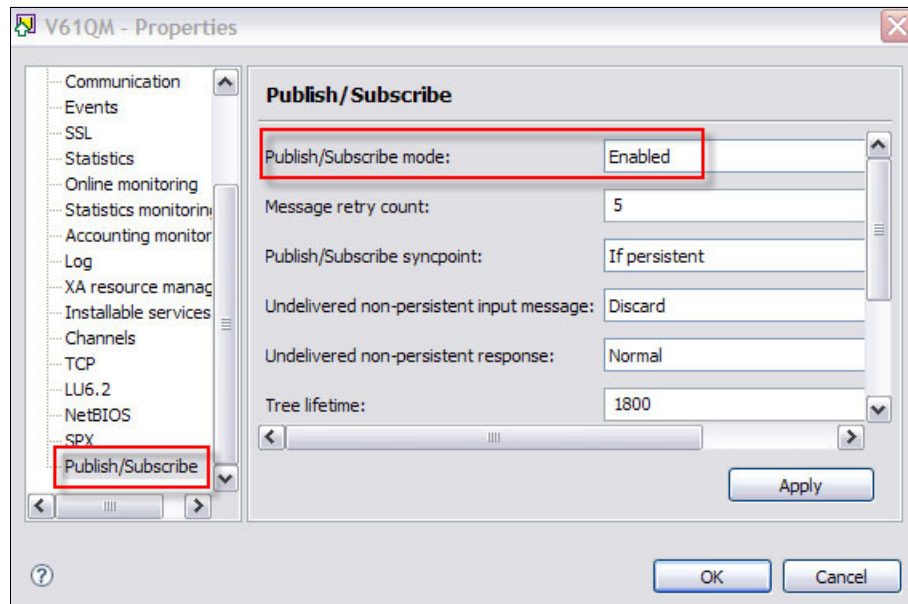 V61QM - Properties
Communication
Events
SSL
Statistics
Online monitoring
Statistics monitorin
Accounting monitor
Log
XA resource manag
Installable services
Channels
TCP
LU6.2
NetBIOS
SPX
Publish/Subscribe
Publish/Subscribe
Publish/Subscribe mode: Enabled
Message retry count: 5
Publish/Subscribe syncpoint: If persistent
Undelivered non-persistent input message: Discard
Undelivered non-persistent response: Normal
Tree lifetime: 1800
Apply
?
OK Cancel